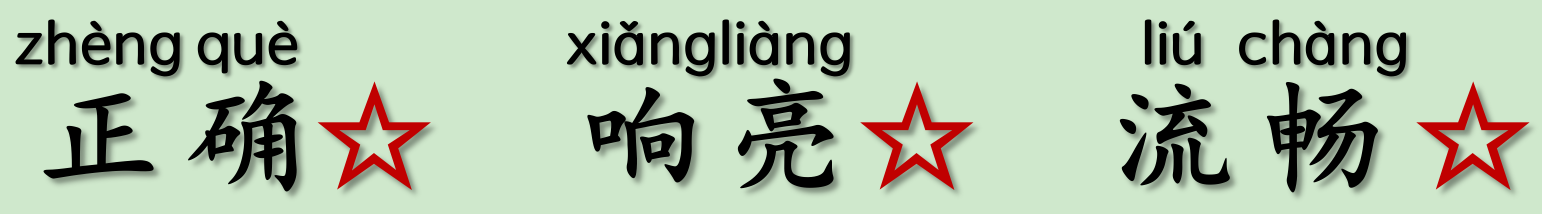 zhèng què xiǎngliàng liú chàng
正确☆ 响亮☆ 流畅☆